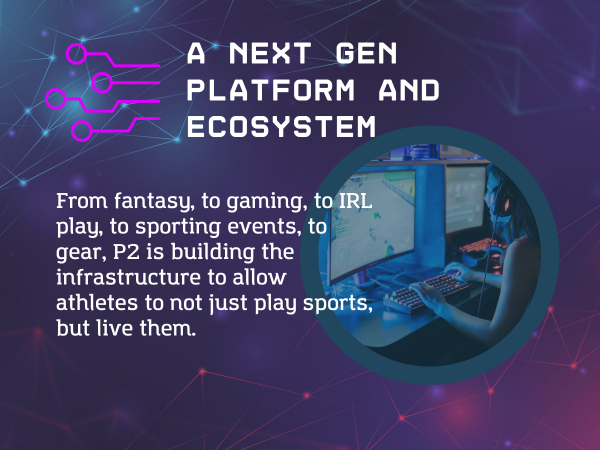 A NEXT GEN
PLATFORM AND
ECOSYSTEM
From fantasy, to gaming, to IRL
play, to sporting events, to
gear, P2 is building the
infrastructure to allow
athletes to not just play sports,
but live them.